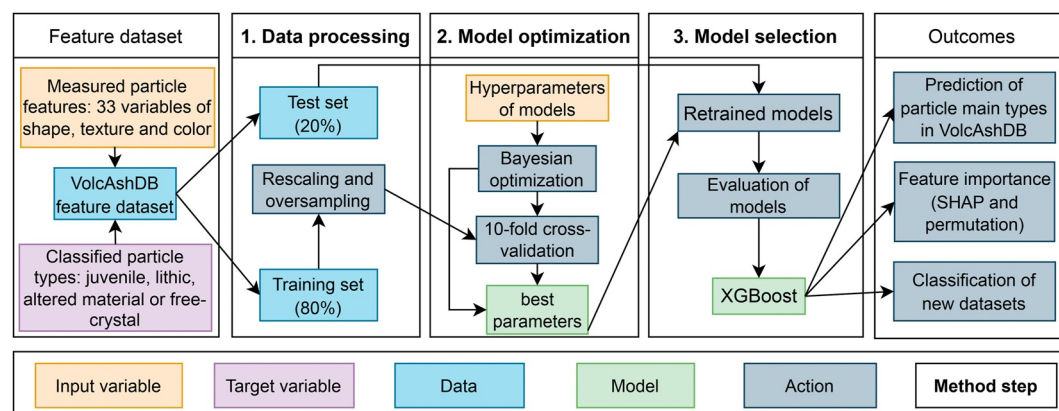 Feature dataset
Measured particle
features: 33 variables of
shape, texture and color
VolcAshDB
feature dataset
Classified particle
types: juvenile, lithic,
altered material or free-
crystal
1. Data processing
Test set
(20%)
Rescaling and
oversampling
Training set
(80%)
2. Model optimization
Hyperparameters
of models
Bayesian
optimization
10-fold cross-
validation
best
parameters
3. Model selection
Retrained models
Evaluation of
models
XGBoost
Outcomes
Prediction of
particle main types
in VolcAshDB
Feature importance
(SHAP and
permutation)
Classification of
new datasets
Input variable
Target variable
Data
Model
Action
Method step